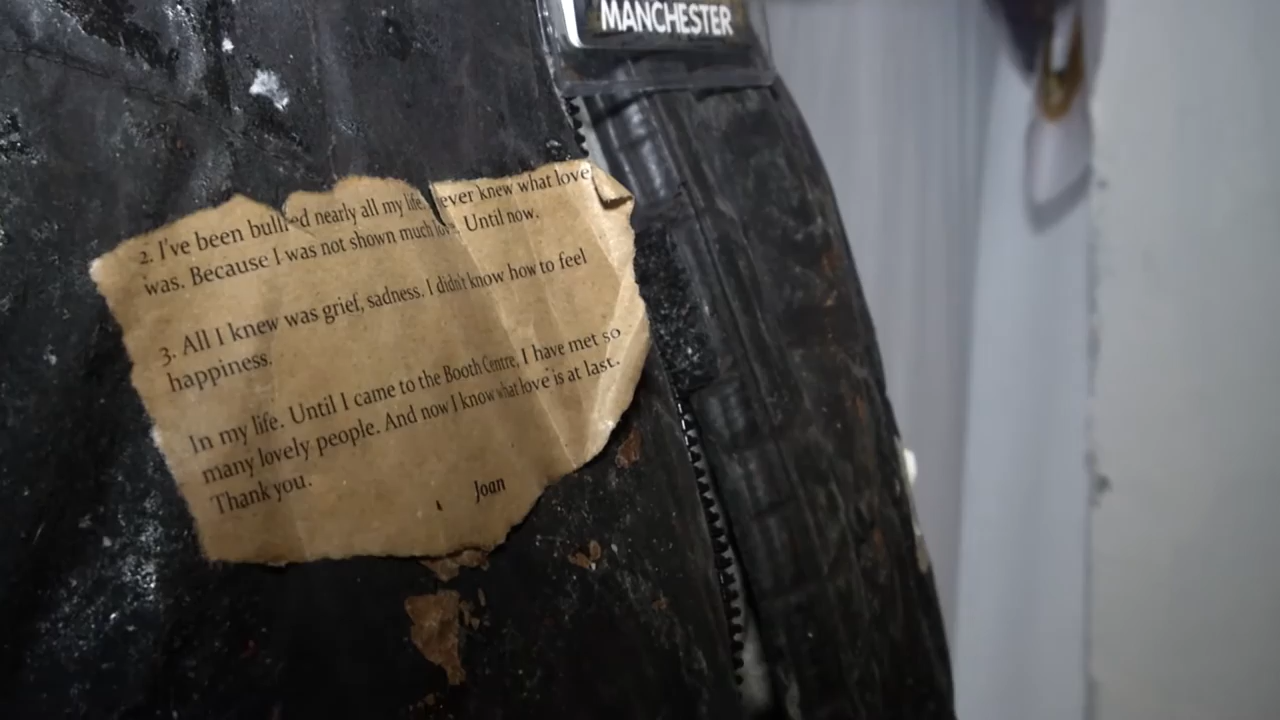 MANCHESTER
2. I've been bullied nearly all my life. ever knew what love
was. Because I was not shown much love. Until now.
3. All I knew was grief, sadness. I didn't know how to feel
happiness.
In my life. Until I came to the Booth Centre, I have met so
many lovely people. And now I know what love is at last.
Thank you.
Joan